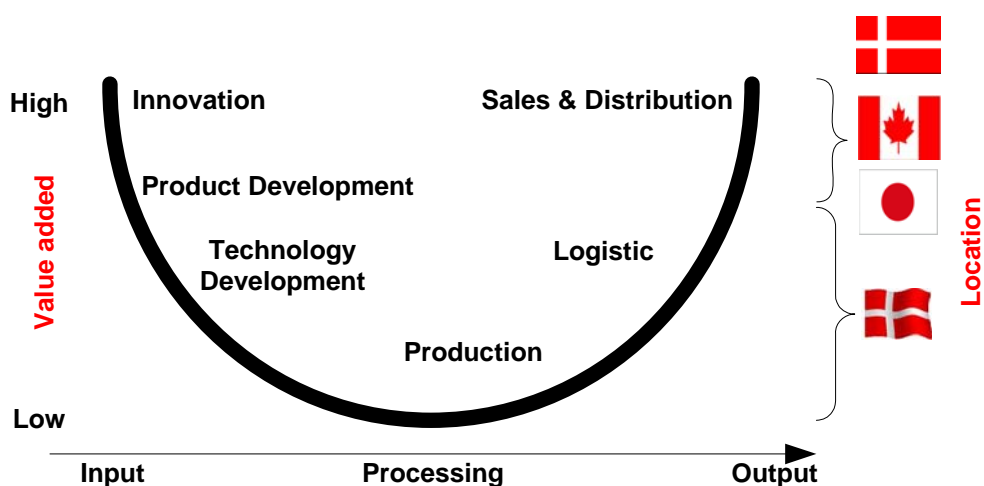 High
Innovation
Sales & Distribution
Product Development
Value added
Technology
Development
Logistic
Location
Production
Low
Input
Processing
Output